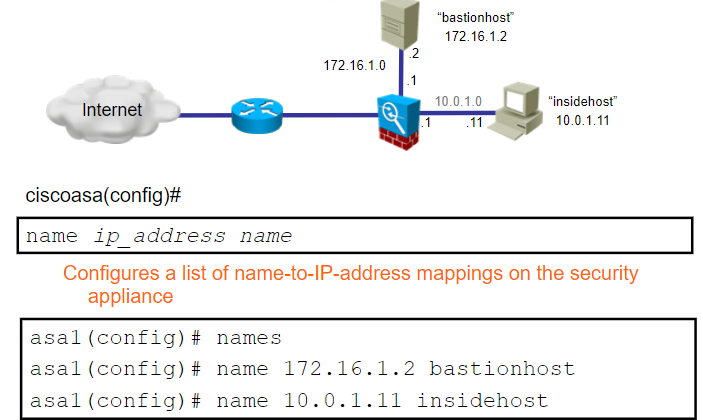 “bastionhost”
172.16.1.2
.2
172.16.1.0
.1
Internet
10.0.1.0
“insidehost”
.1
.11
10.0.1.11
ciscoasa(config)#
name ip_address name
Configures a list of name-to-IP-address mappings on the security
appliance
asa1(config)# names
asa1(config)# name 172.16.1.2 bastionhost
asa1(config)# name 10.0.1.11 insidehost